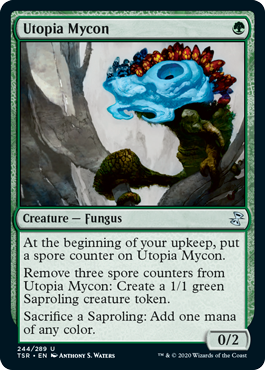 Utopia Mycon
Creature — Fungus
At the beginning of your upkeep, put
a spore counter on Utopia Mycon.
Remove three spore counters from
Utopia Mycon: Create a 1/1 green
Saproling creature token.
Sacrifice a Saproling: Add one mana
of any color.
0/2
244/289 U
TSR • EN Anthony S. Waters
™ & © 2020 Wizards of the Coast